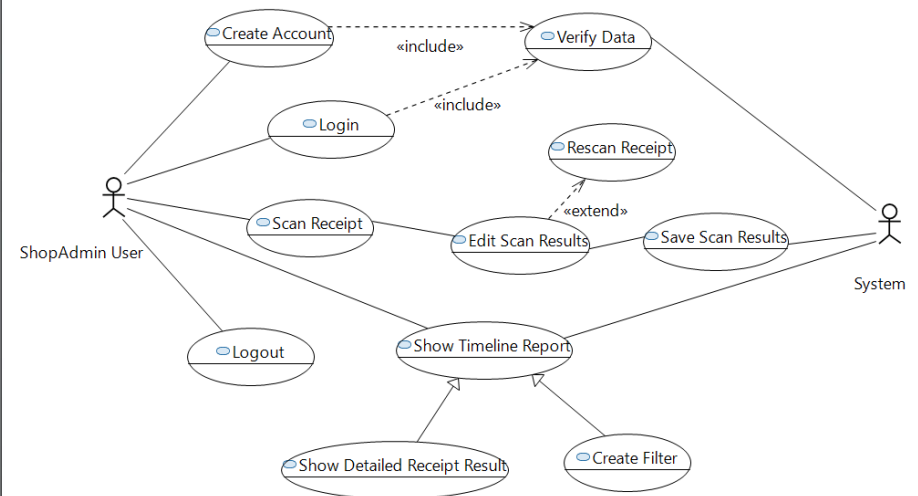 Create Account
«include»
Verify Data
Login
«include»
Rescan Receipt
«extend»
Scan Receipt
Edit Scan Results
Save Scan Results
ShopAdmin User
System
Logout
Show Timeline Report
Show Detailed Receipt Result
Create Filter